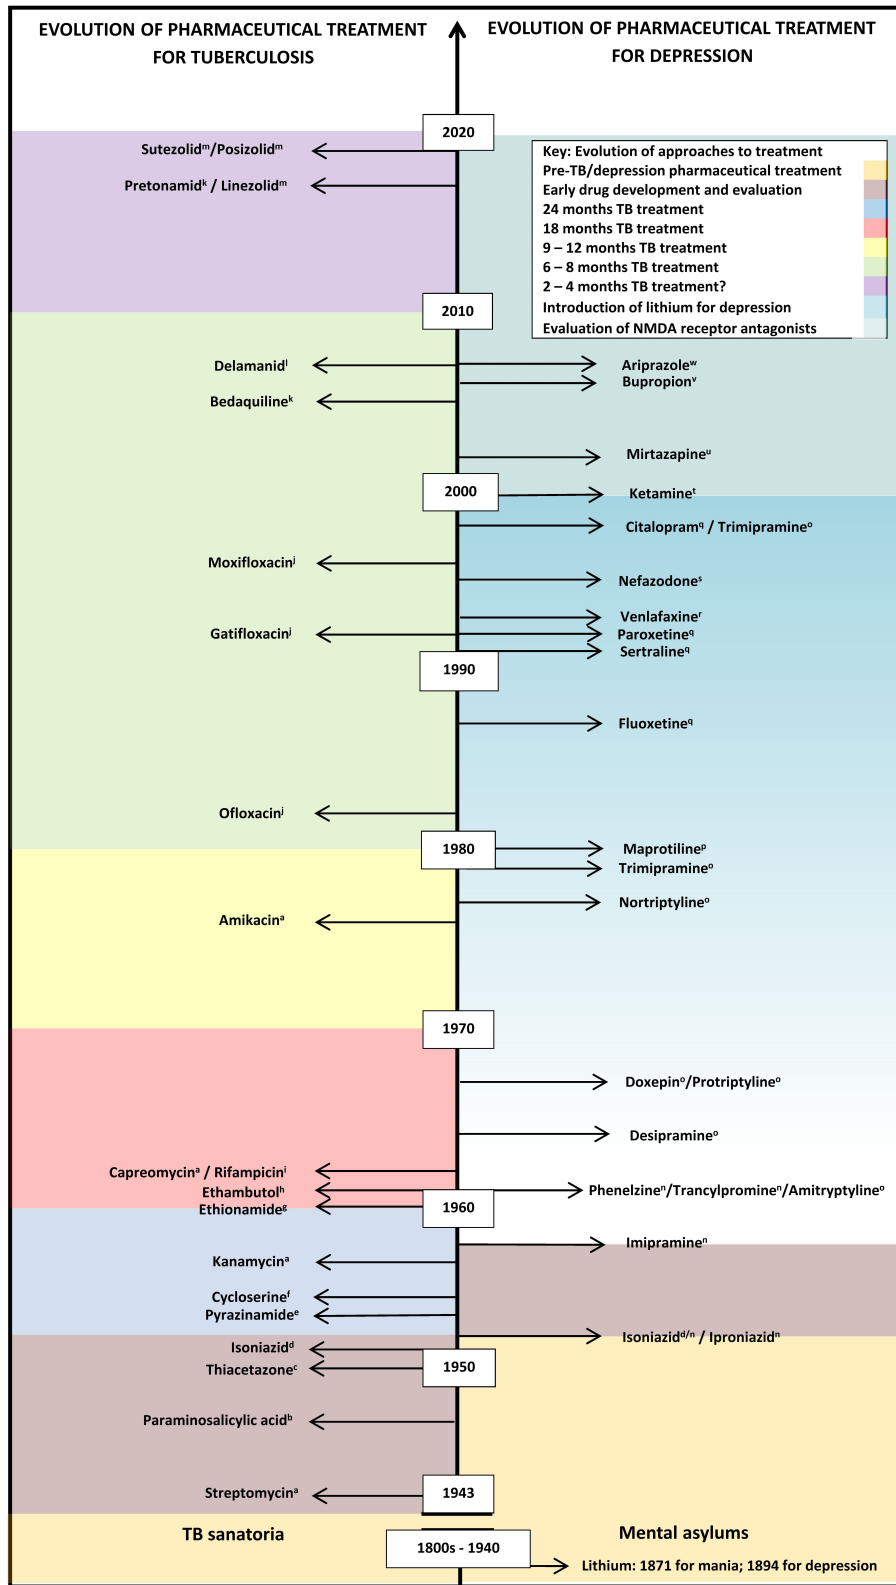 EVOLUTION OF PHARMACEUTICAL TREATMENT
FOR TUBERCULOSIS
EVOLUTION OF PHARMACEUTICAL TREATMENT
FOR DEPRESSION
2020
Sutezolidᵐ/Posizolidᵐ
Pretonamidᵏ / Linezolidᵐ
Key: Evolution of approaches to treatment
Pre-TB/depression pharmaceutical treatment
Early drug development and evaluation
24 months TB treatment
18 months TB treatment
9 – 12 months TB treatment
6 – 8 months TB treatment
2 – 4 months TB treatment?
Introduction of lithium for depression
Evaluation of NMDA receptor antagonists
2010
Delamanidˡ
Ariprazoleʷ
Bupropionᵛ
Bedaquilineᵏ
Mirtazapineᵘ
2000
Ketamineᵗ
Citalopram^q / Trimipramineᵒ
Moxifloxacinʲ
Nefazodoneˢ
Venlafaxineʳ
Gatifloxacinʲ
Paroxetine^q
Sertraline^q
1990
Fluoxetine^q
Ofloxacinʲ
1980
Maprotilineᵖ
Trimipramineᵒ
Nortriptylineᵒ
Amikacinᵃ
1970
Doxepinᵒ/Protriptylineᵒ
Desipramineᵒ
Capreomycinᵃ / Rifampicinⁱ
Ethambutolʰ
Phenelzineⁿ/Trancylpromineⁿ/Amitryptylineᵒ
Ethionamideᵍ
1960
Imipramineⁿ
Kanamycinᵃ
Cycloserineᶠ
Pyrazinamideᵉ
Isoniazidᵈ/ⁿ / Iproniazidⁿ
Isoniazidᵈ
1950
Thiacetazoneᶜ
Paraminosalicylic acidᵇ
Streptomycinᵃ
1943
TB sanatoria
Mental asylums
1800s - 1940
Lithium: 1871 for mania; 1894 for depression